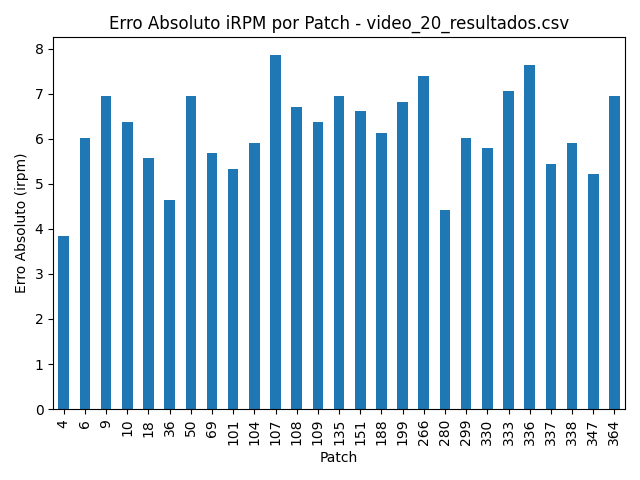 Erro Absoluto iRPM por Patch - video_20_resultados.csv
Erro Absoluto (irpm)
8
7
6
5
4
3
2
1
0
4 6 9 10 18 36 50 69 101 104 107 108 109 135 151 188 199 266 280 299 330 333 336 337 338 347 364
Patch